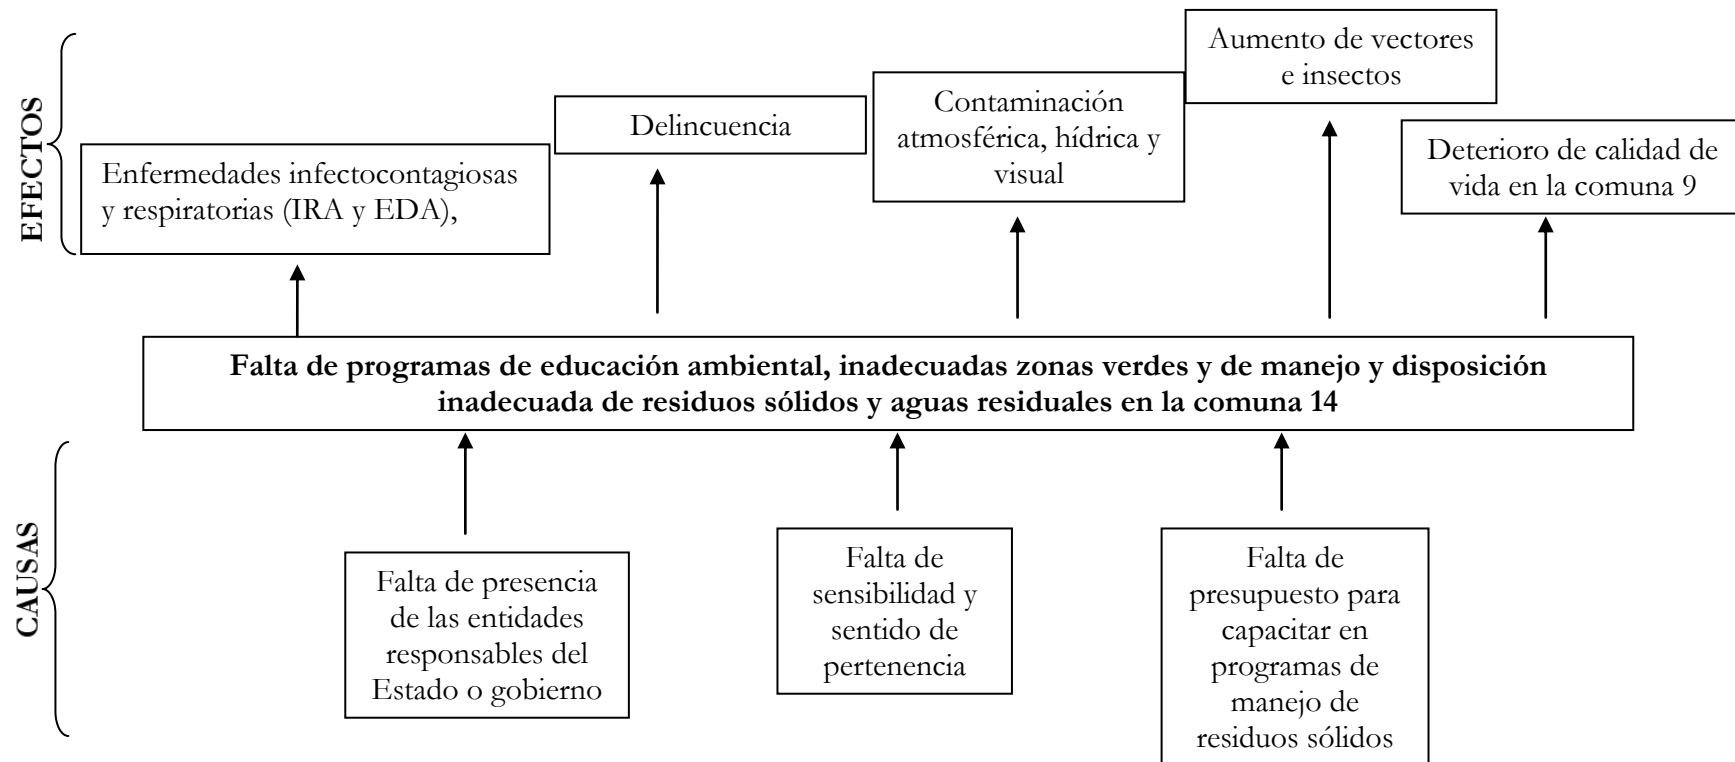 EFECTOS
Aumento de vectores
e insectos
Delincuencia
Contaminación
atmosférica, hídrica y
visual
Deterioro de calidad de
vida en la comuna 9
Enfermedades infectocontagiosas
y respiratorias (IRA y EDA),
Falta de programas de educación ambiental, inadecuadas zonas verdes y de manejo y disposición
inadecuada de residuos sólidos y aguas residuales en la comuna 14
CAUSAS
Falta de presencia
de las entidades
responsables del
Estado o gobierno
Falta de
sensibilidad y
sentido de
pertenencia
Falta de
presupuesto para
capacitar en
programas de
manejo de
residuos sólidos